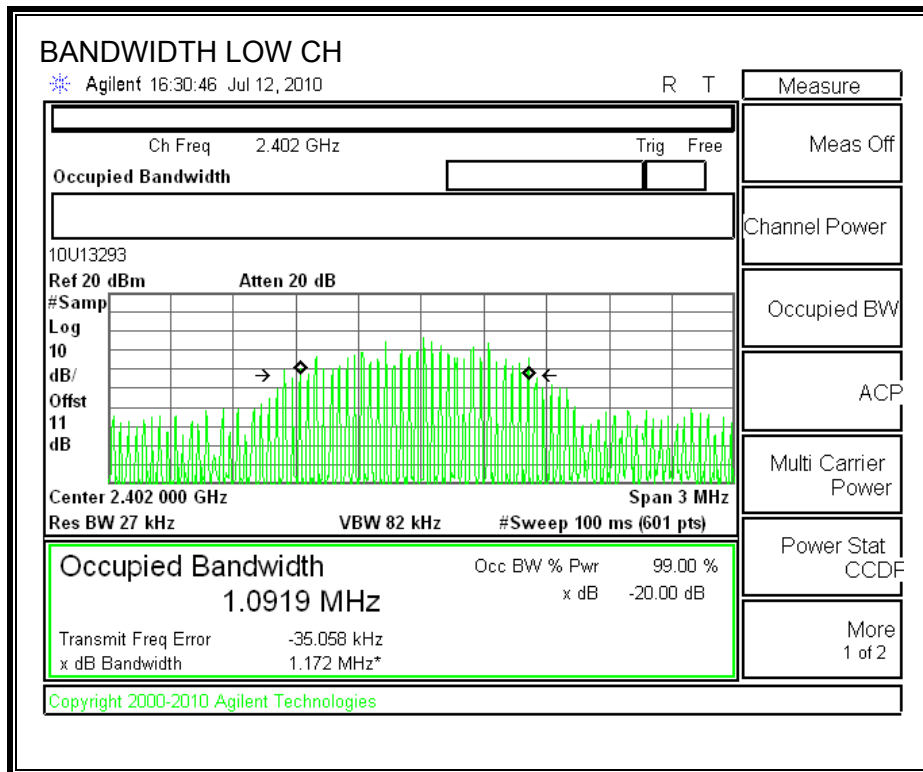 BANDWIDTH LOW CH
Agilent 16:30:46 Jul 12, 2010 R T
Measure
Ch Freq 2.402 GHz Trig Free
Occupied Bandwidth
Meas Off
Channel Power
Occupied BW
ACP
Multi Carrier
Power
Power Stat
CCDF
More
1 of 2
10U13293
Ref 20 dBm Atten 20 dB
#Samp
Log
10
dB/
Offst
11
dB
Center 2.402 000 GHz Span 3 MHz
Res BW 27 kHz VBW 82 kHz #Sweep 100 ms (601 pts)
Occupied Bandwidth Occ BW % Pwr 99.00 %
1.0919 MHz x dB -20.00 dB
Transmit Freq Error -35.058 kHz
x dB Bandwidth 1.172 MHz*
Copyright 2000-2010 Agilent Technologies